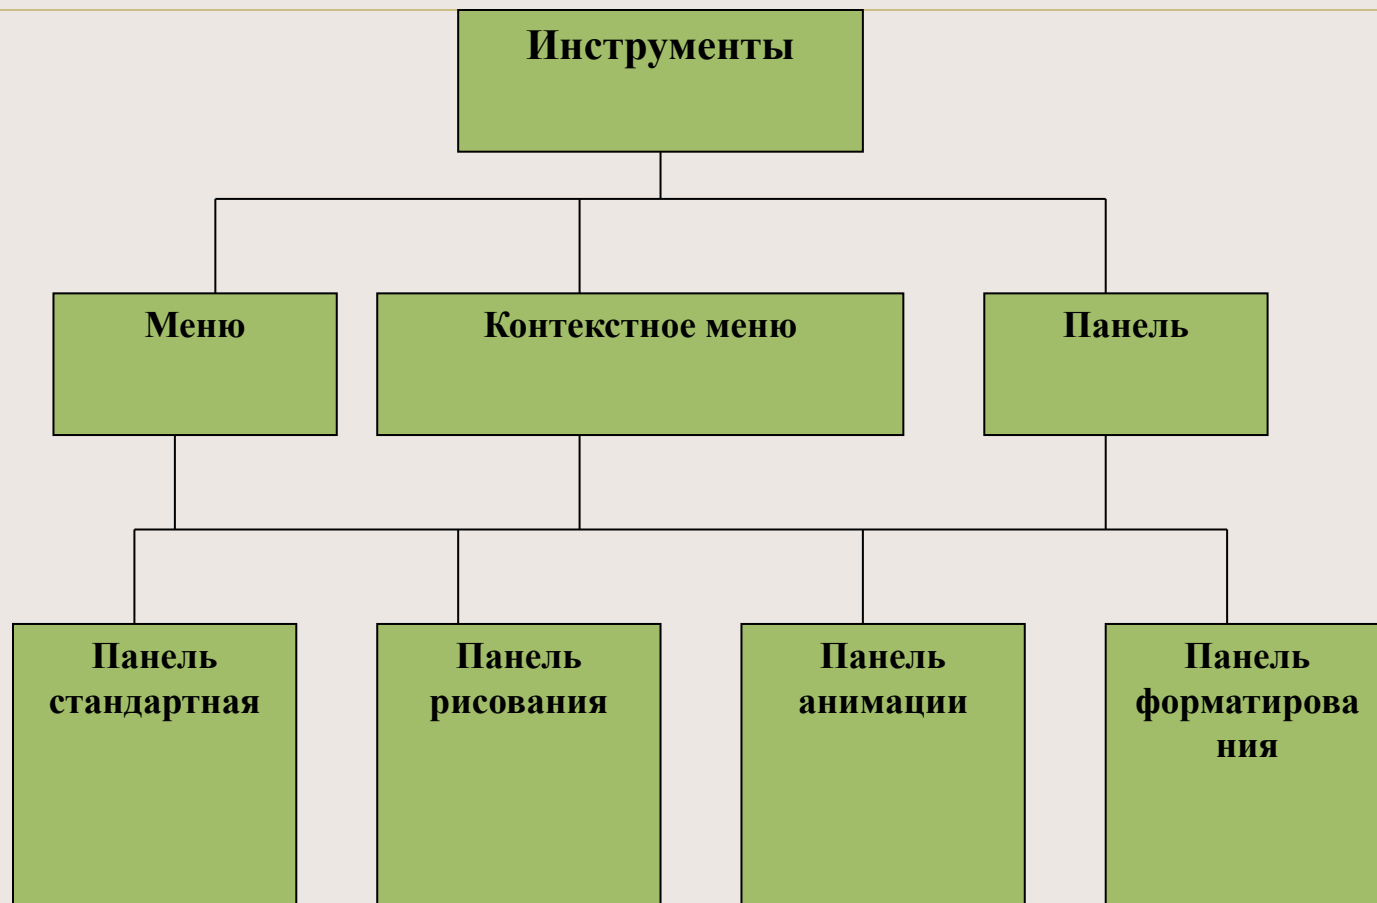 Инструменты
Меню
Контекстное меню
Панель
Панель
стандартная
Панель
рисования
Панель
анимации
Панель
форматирова
ния